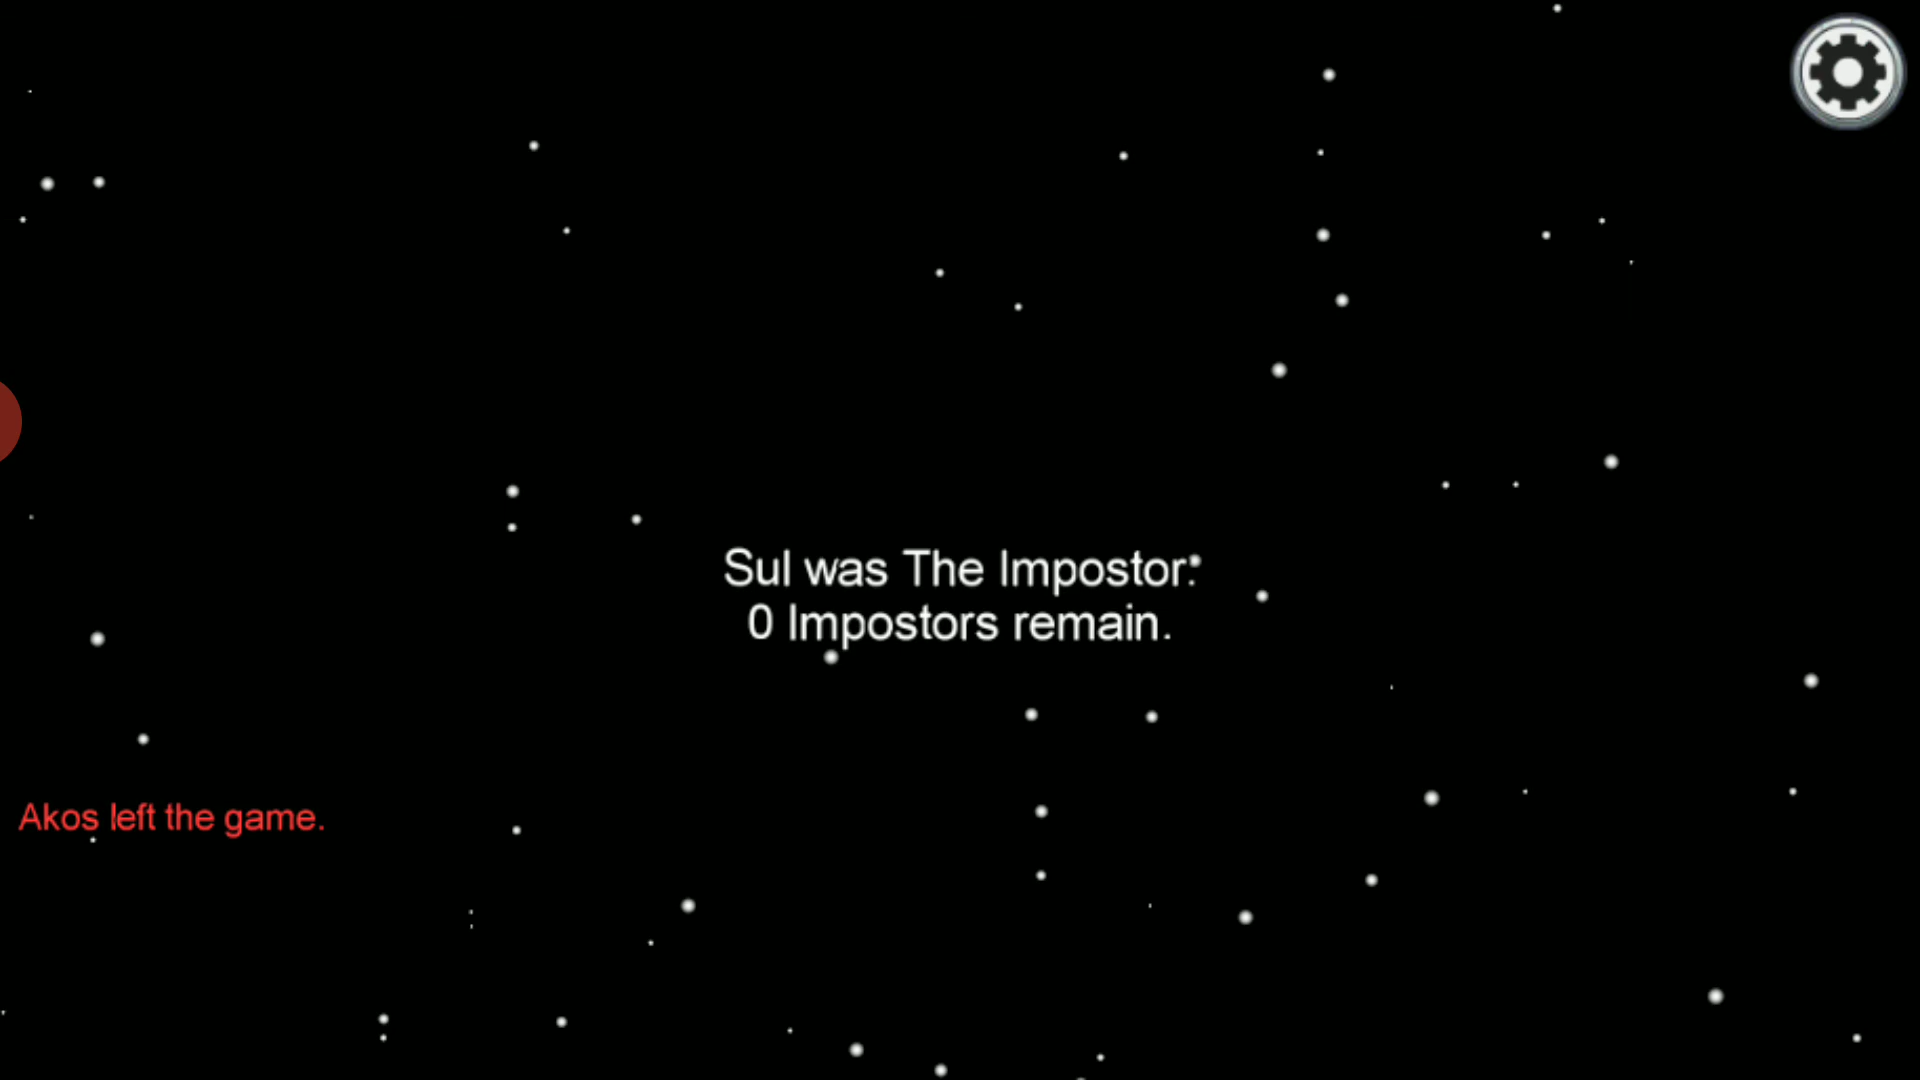 Sul was The Impostor.
0 Impostors remain.
Akos left the game.